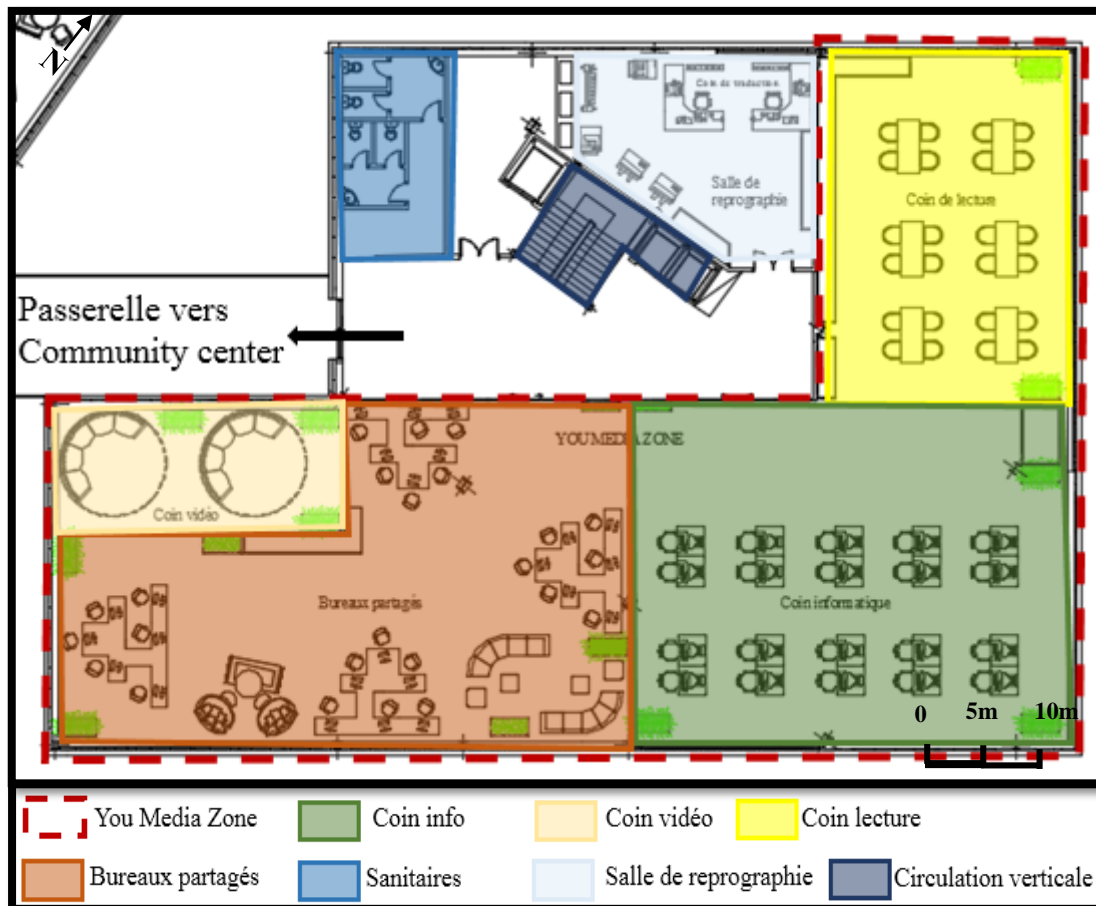 N
Coin de traduction
Salle de
reprographie
Coin de lecture
Passerelle vers
Community center
YOU MEDIA ZONE
Coin vidéo
Bureaux partagés
Coin informatique
0 5m 10m
You Media Zone Coin info Coin vidéo Coin lecture
Bureaux partagés Sanitaires Salle de reprographie Circulation verticale